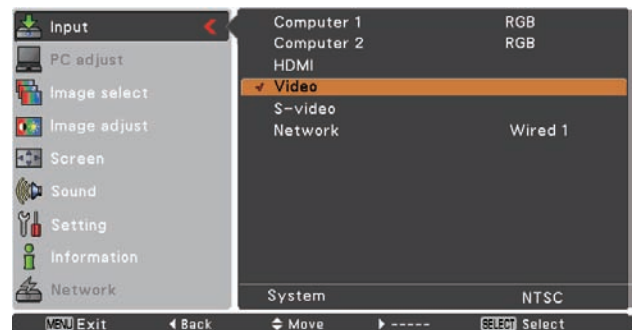 Input
PC adjust
Image select
Image adjust
Screen
Sound
Setting
Information
Network
Computer 1 RGB
Computer 2 RGB
HDMI
Video
S-video
Network Wired 1
System NTSC
MENU Exit Back Move ----- SELECT Select